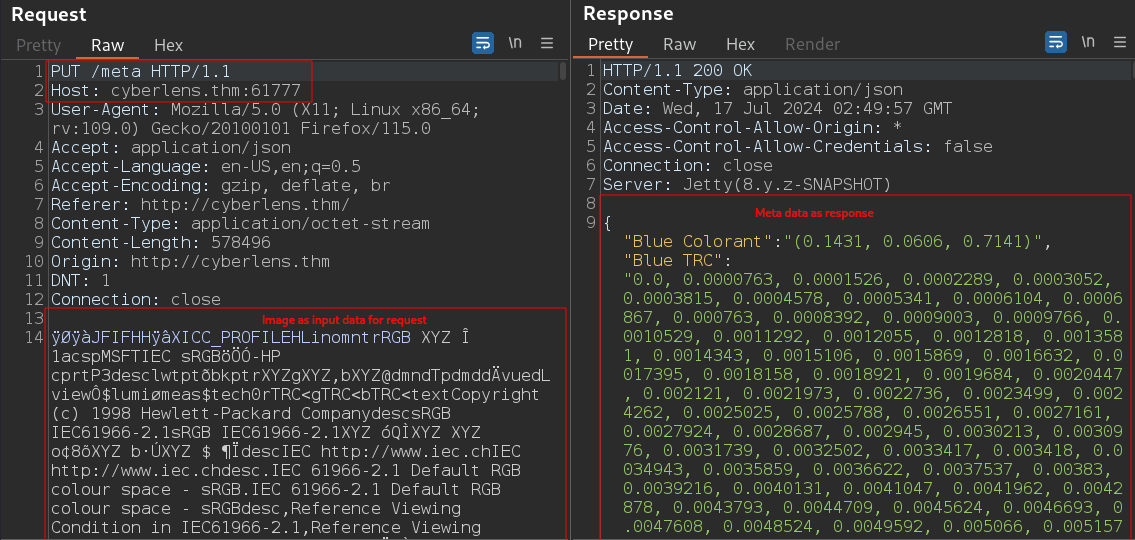 Request
Pretty Raw Hex
\n
1 PUT /meta HTTP/1.1
2 Host: cyberlens.thm:61777
3 User-Agent: Mozilla/5.0 (X11; Linux x86_64;
rv:109.0) Gecko/20100101 Firefox/115.0
4 Accept: application/json
5 Accept-Language: en-US,en;q=0.5
6 Accept-Encoding: gzip, deflate, br
7 Referer: http://cyberlens.thm/
8 Content-Type: application/octet-stream
9 Content-Length: 578496
10 Origin: http://cyberlens.thm
11 DNT: 1
12 Connection: close
13
Image as input data for request
14 ÿØÿàJFIFHHÿâXICC_PROFILEHLinomntrRGB XYZ Î
1acspMSFTIEC sRGBöÖÓ-HP
cprtP3desclwtptðbkptrXYZgXYZ,bXYZ@dmndTpdmddÄvuedL
viewÔ$lumiømeas$tech0rTRC<gTRC<bTRC<textCopyright
(c) 1998 Hewlett-Packard CompanydescsRGB
IEC61966-2.1sRGB IEC61966-2.1XYZ óQÌXYZ XYZ
o¢8õXYZ b·ÚXYZ $ ¶ÏdescIEC http://www.iec.chIEC
http://www.iec.chdesc.IEC 61966-2.1 Default RGB
colour space - sRGB.IEC 61966-2.1 Default RGB
colour space - sRGBdesc,Reference Viewing
Condition in IEC61966-2.1,Reference Viewing
Response
Pretty Raw Hex Render
\n
1 HTTP/1.1 200 OK
2 Content-Type: application/json
3 Date: Wed, 17 Jul 2024 02:49:57 GMT
4 Access-Control-Allow-Origin: *
5 Access-Control-Allow-Credentials: false
6 Connection: close
7 Server: Jetty(8.y.z-SNAPSHOT)
8
Meta data as response
9 {
"Blue Colorant":"(0.1431, 0.0606, 0.7141)",
"Blue TRC":
"0.0, 0.0000763, 0.0001526, 0.0002289, 0.0003052,
0.0003815, 0.0004578, 0.0005341, 0.0006104, 0.0006
867, 0.000763, 0.0008392, 0.0009003, 0.0009766, 0.
0010529, 0.0011292, 0.0012055, 0.0012818, 0.001358
1, 0.0014343, 0.0015106, 0.0015869, 0.0016632, 0.0
017395, 0.0018158, 0.0018921, 0.0019684, 0.0020447
, 0.002121, 0.0021973, 0.0022736, 0.0023499, 0.002
4262, 0.0025025, 0.0025788, 0.0026551, 0.0027161,
0.0027924, 0.0028687, 0.002945, 0.0030213, 0.00309
76, 0.0031739, 0.0032502, 0.0033417, 0.003418, 0.0
034943, 0.0035859, 0.0036622, 0.0037537, 0.00383,
0.0039216, 0.0040131, 0.0041047, 0.0041962, 0.0042
878, 0.0043793, 0.0044709, 0.0045624, 0.0046693, 0
.0047608, 0.0048524, 0.0049592, 0.005066, 0.005157